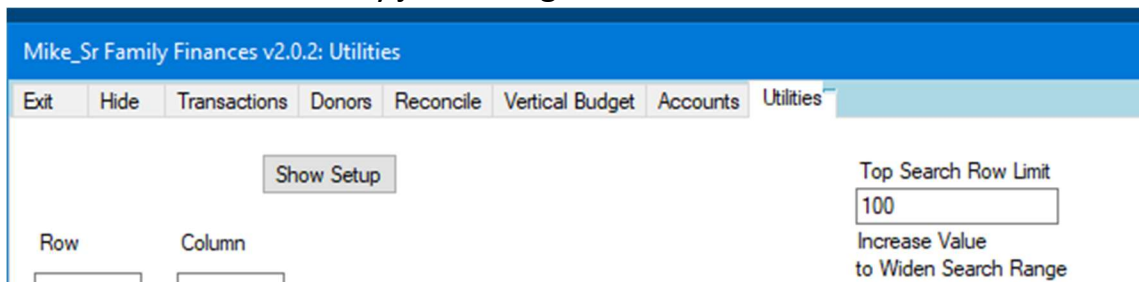 Mike_Sr Family Finances v2.0.2: Utilities
Exit Hide Transactions Donors Reconcile Vertical Budget Accounts Utilities
Show Setup
Top Search Row Limit
100
Row Column
Increase Value
to Widen Search Range